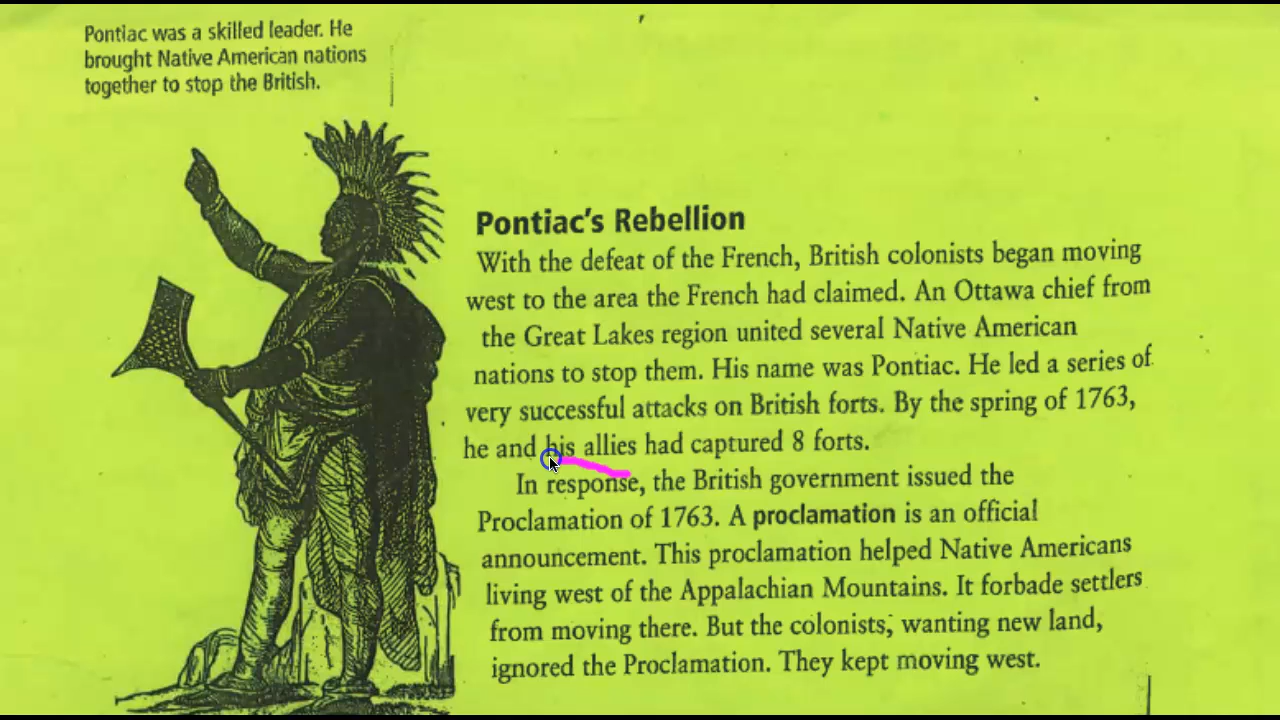 Pontiac was a skilled leader. He
brought Native American nations
together to stop the British.
Pontiac's Rebellion
With the defeat of the French, British colonists began moving
west to the area the French had claimed. An Ottawa chief from
the Great Lakes region united several Native American
nations to stop them. His name was Pontiac. He led a series of
very successful attacks on British forts. By the spring of 1763,
he and his allies had captured 8 forts.
In response, the British government issued the
Proclamation of 1763. A proclamation is an official
announcement. This proclamation helped Native Americans
living west of the Appalachian Mountains. It forbade settlers
from moving there. But the colonists, wanting new land,
ignored the Proclamation. They kept moving west.